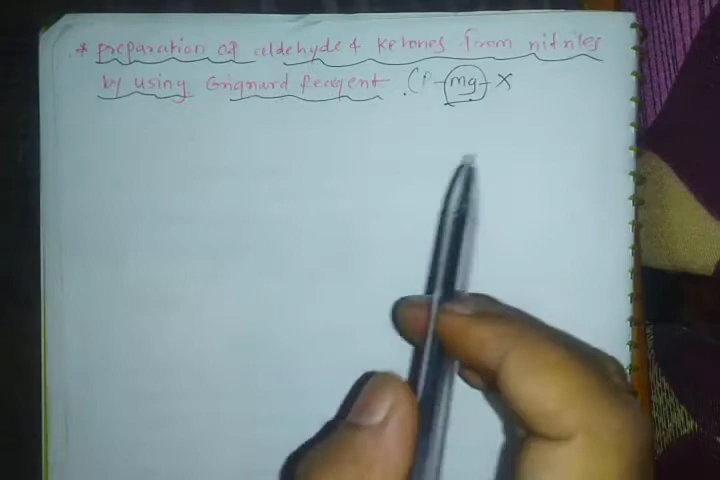 * preparation of aldehyde & Ketones from nitriles
by using Grignard Reagent (R-mg-X